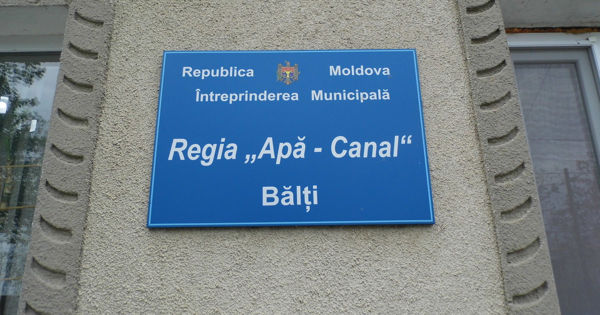 Republica Moldova
Întreprinderea Municipală
Regia „Apă - Canal“
Bălți